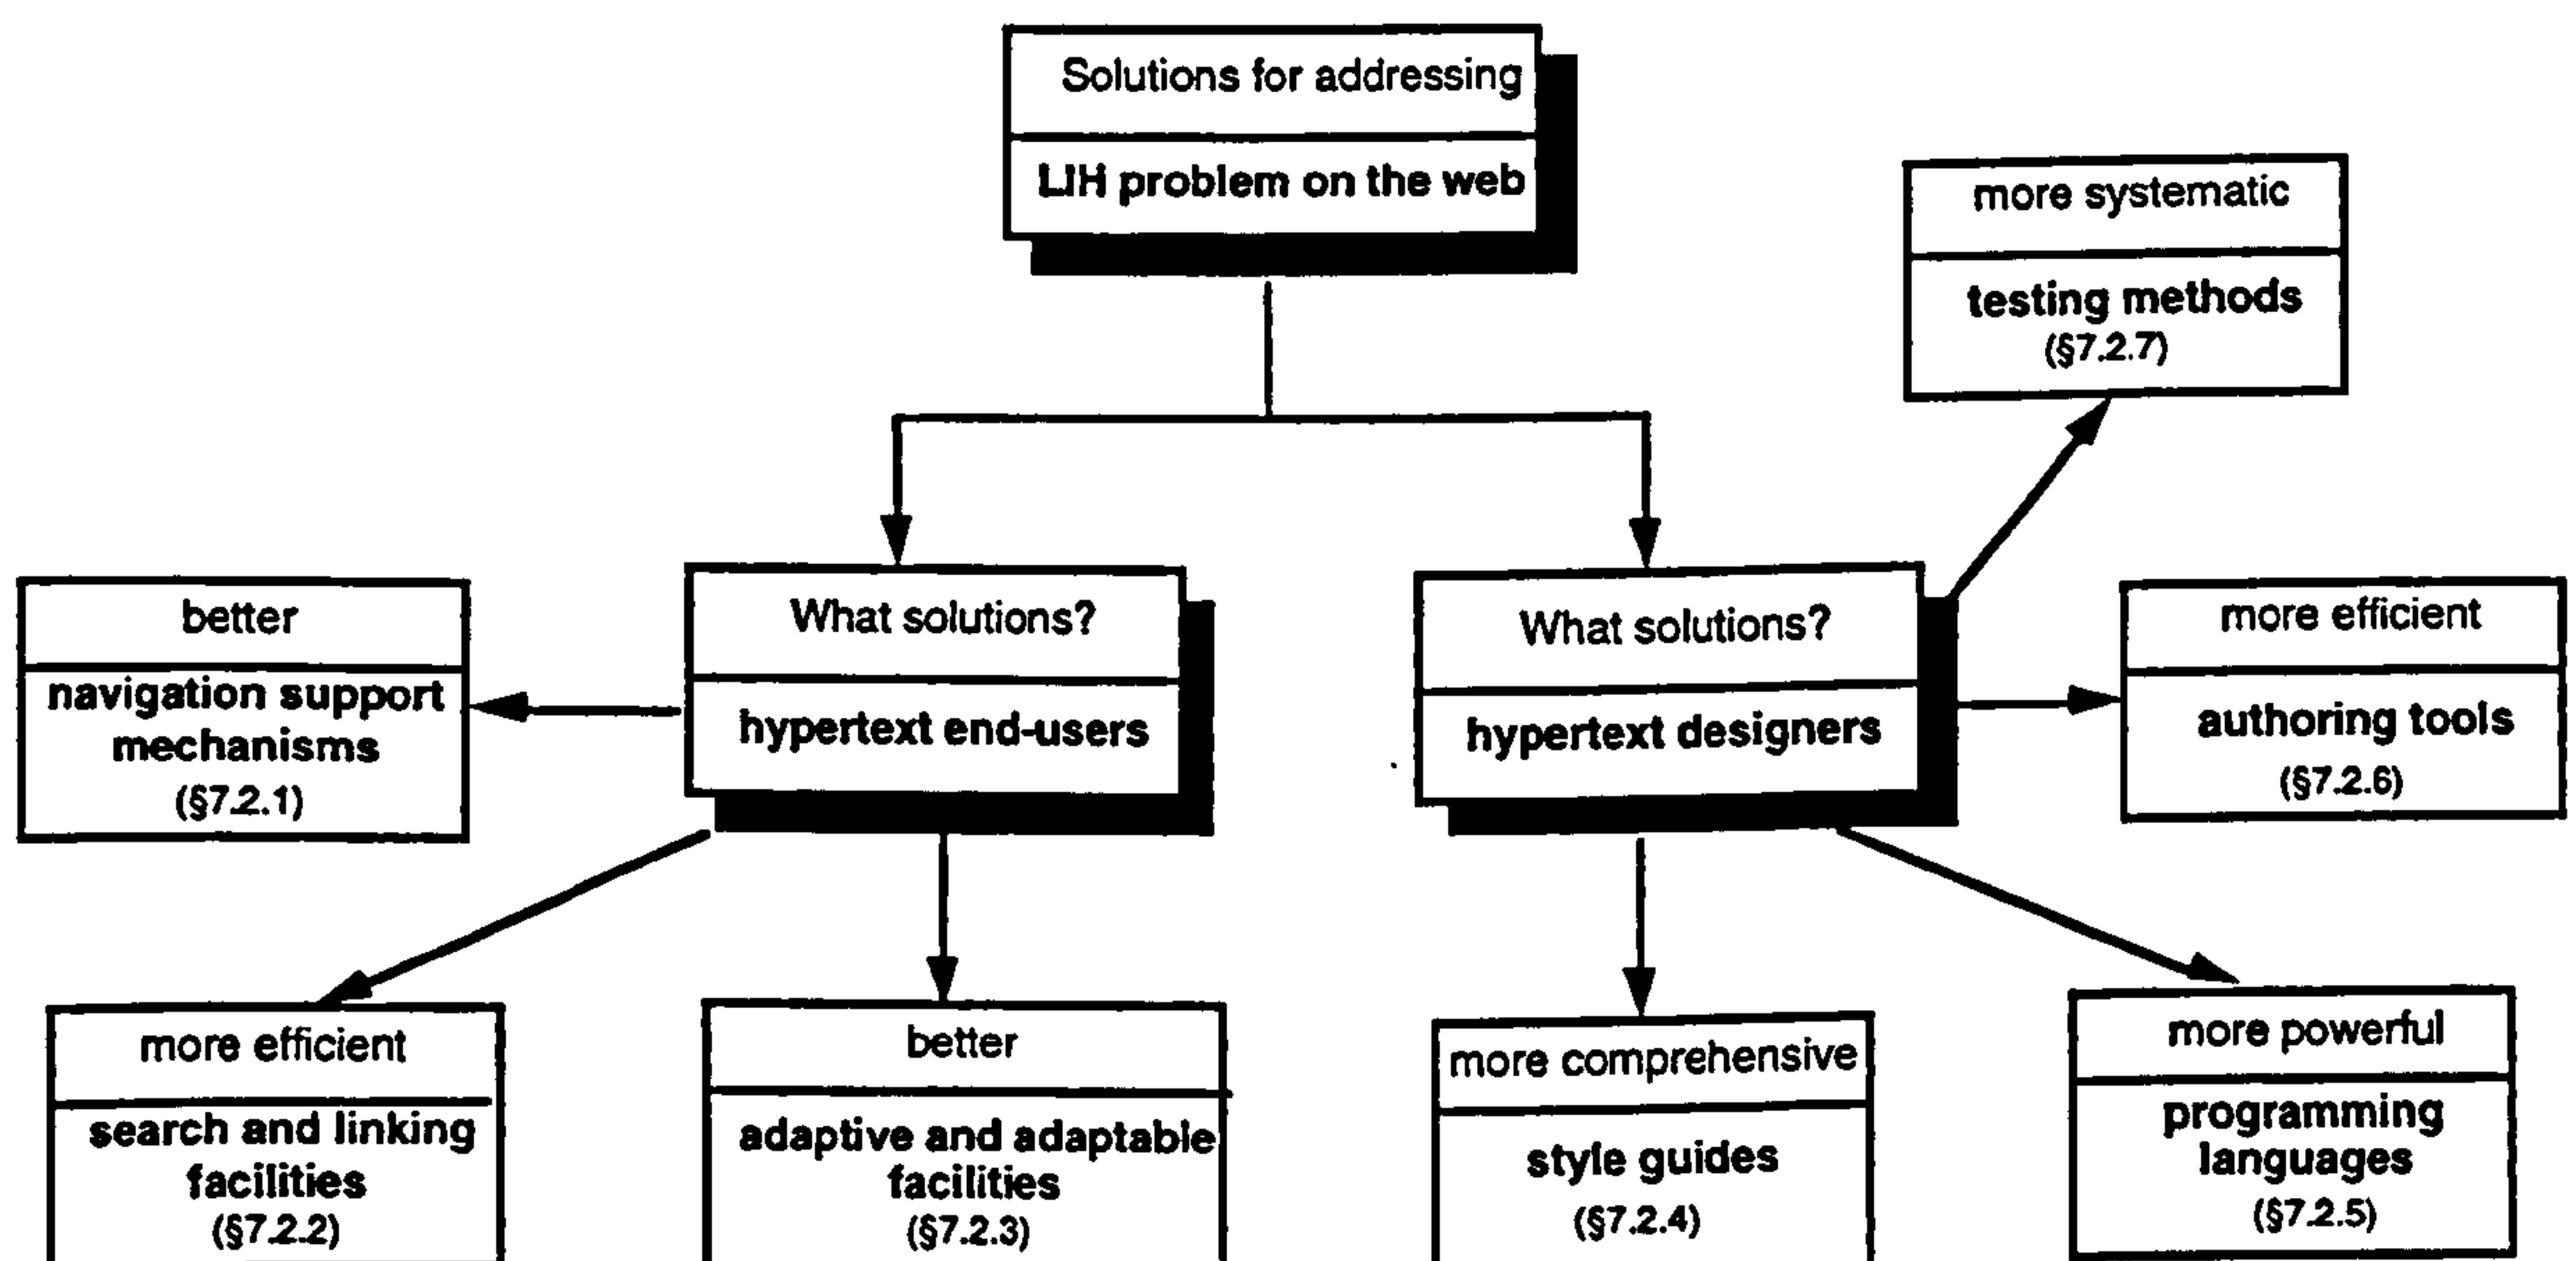 Solutions for addressing
LIH problem on the web
more systematic
testing methods
(§7.2.7)
better
navigation support
mechanisms
(§7.2.1)
What solutions?
hypertext end-users
What solutions?
hypertext designers
more efficient
authoring tools
(§7.2.6)
more efficient
search and linking
facilities
(§7.2.2)
better
adaptive and adaptable
facilities
(§7.2.3)
more comprehensive
style guides
(§7.2.4)
more powerful
programming
languages
(§7.2.5)